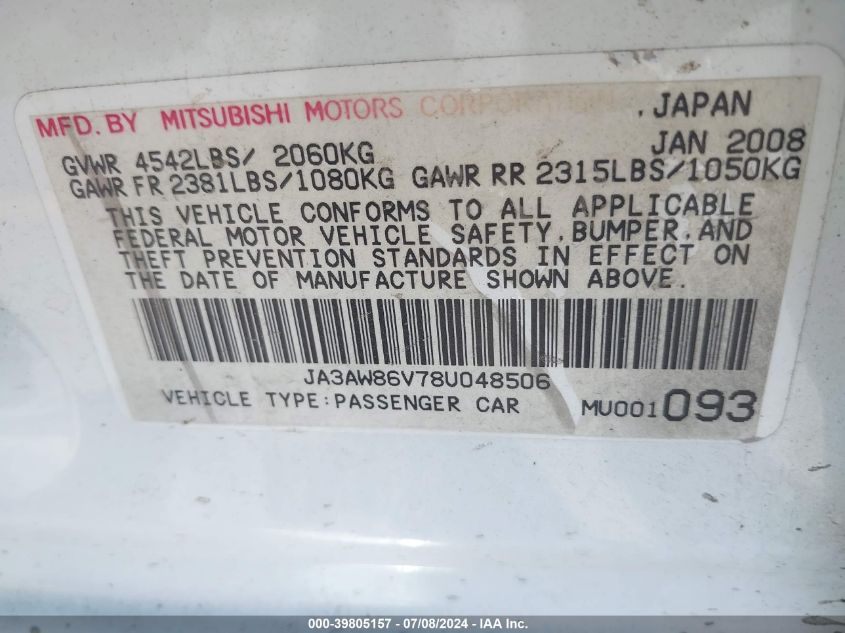 MFD. BY MITSUBISHI MOTORS CORPORATION , JAPAN
JAN 2008
GVWR 4542LBS/ 2060KG
GAWR FR 2381LBS/1080KG GAWR RR 2315LBS/1050KG
THIS VEHICLE CONFORMS TO ALL APPLICABLE
FEDERAL MOTOR VEHICLE SAFETY, BUMPER, AND
THEFT PREVENTION STANDARDS IN EFFECT ON
THE DATE OF MANUFACTURE SHOWN ABOVE.
JA3AW86V78U048506
VEHICLE TYPE:PASSENGER CAR MU001093
000-39805157 - 07/08/2024 - IAA Inc.